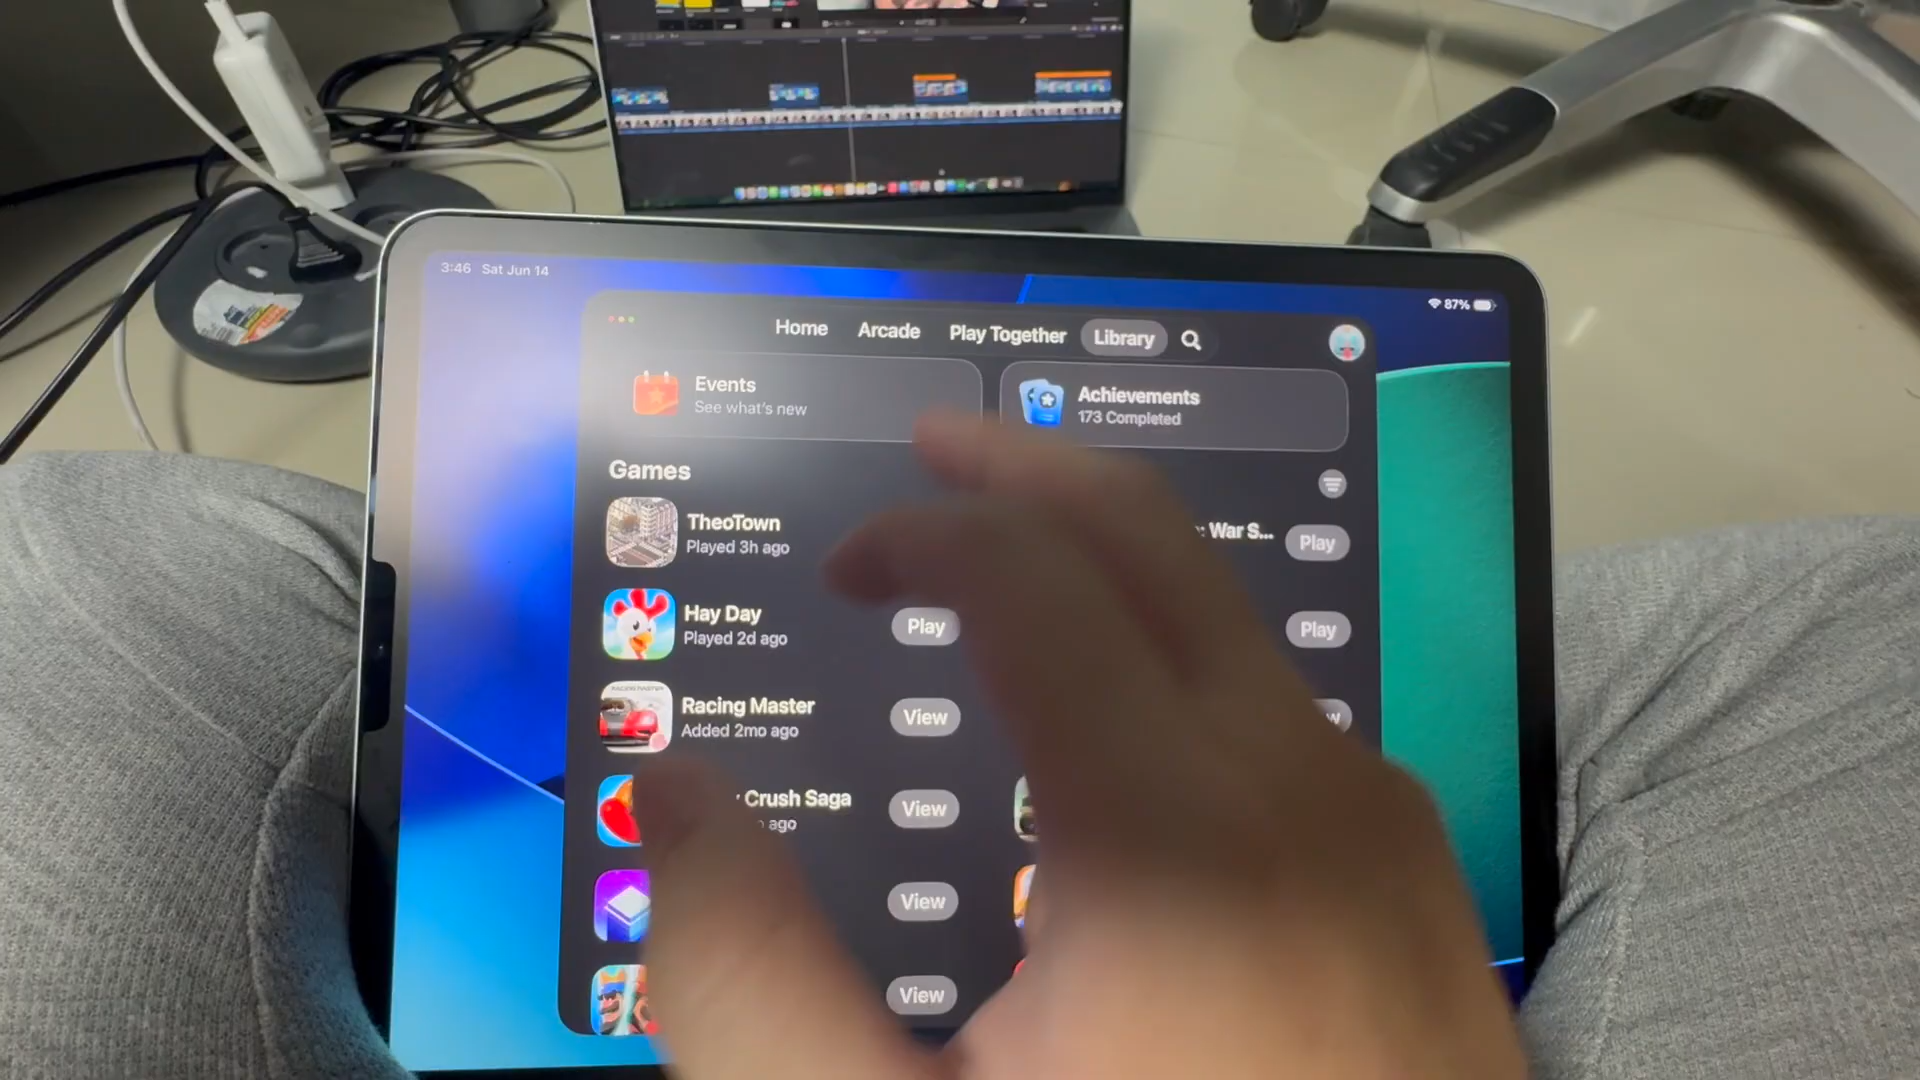 3:46 Sat Jun 14
87%
Home Arcade Play Together Library
Events
See what's new
Achievements
173 Completed
Games
TheoTown
Played 3h ago
: War S...
Play
Hay Day
Played 2d ago
Play
Play
Racing Master
Added 2mo ago
View
Crush Saga
ago
View
View
View